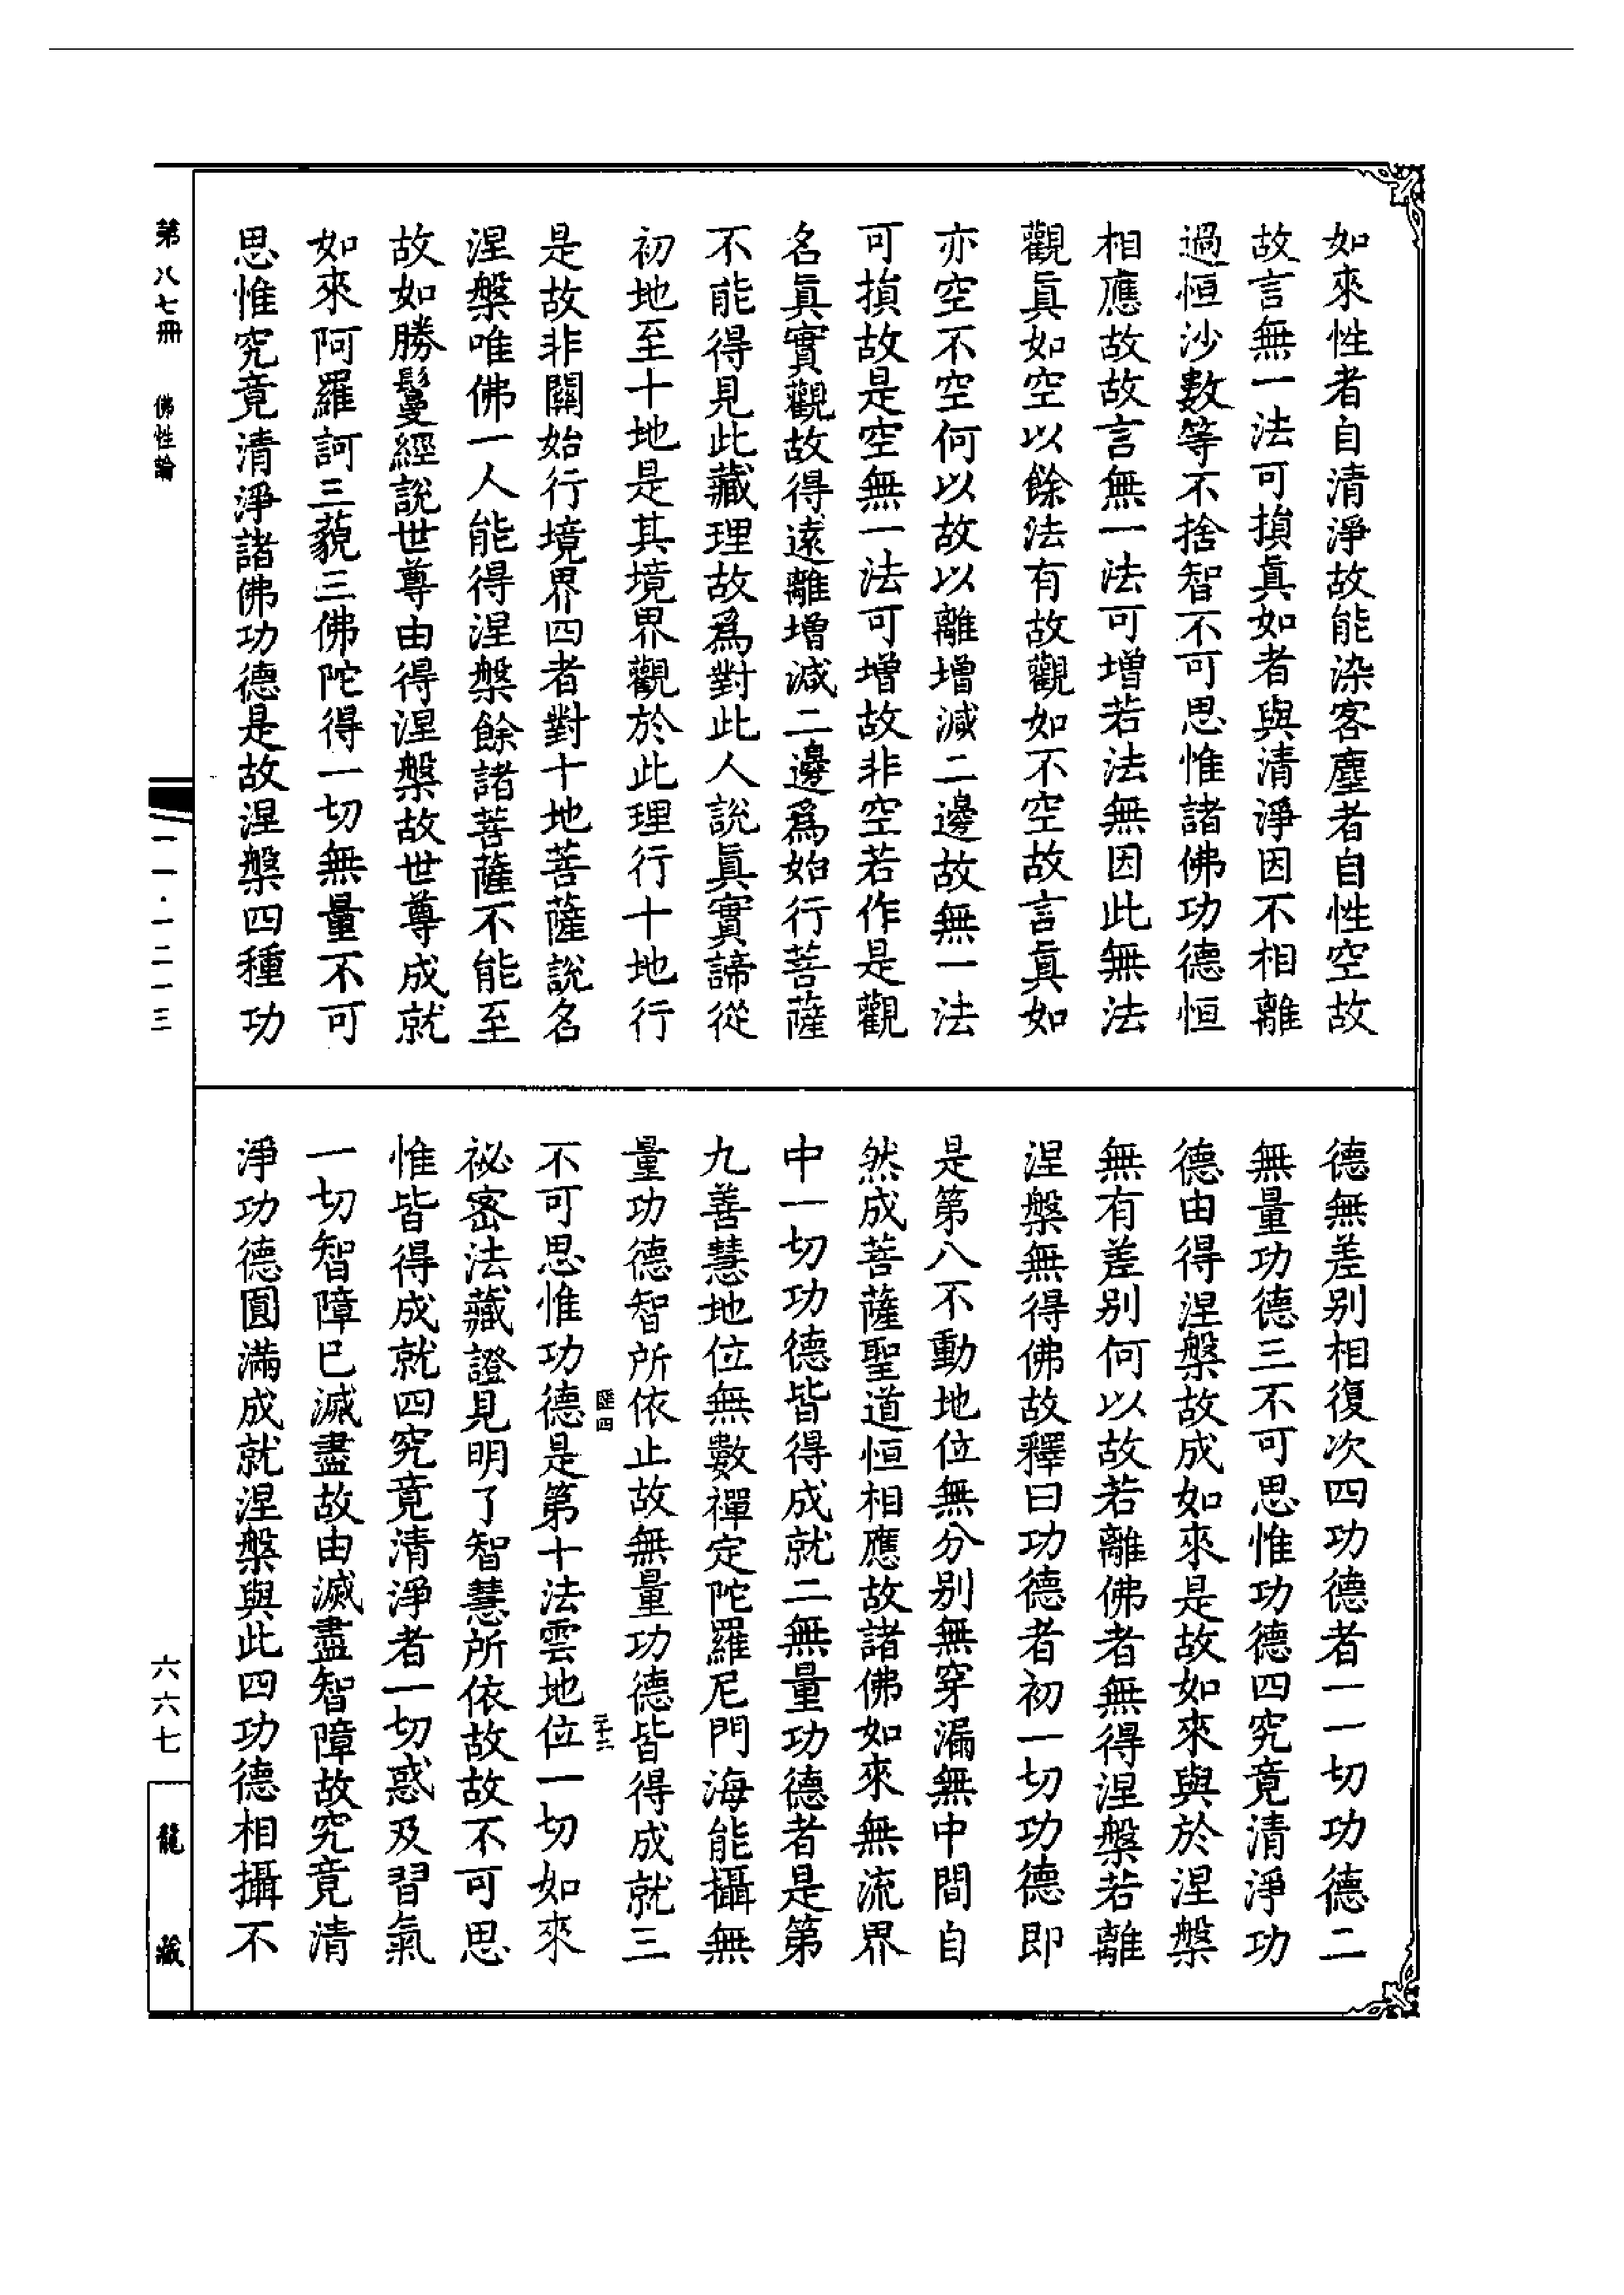 如來性者自清淨故能染客塵者自性空故
故言無一法可損眞如者與清淨因不相離
過恒沙數等不捨智不可思惟諸佛功德恒
相應故故言無一法可增若法無因此無法
觀眞如空以餘法有故觀如不空故言眞如
亦空不空何以故以離增減二邊故無一法
可損故是空無一法可增故非空若作是觀
名眞實觀故得遠離增減二邊爲始行菩薩
不能得見此藏理故爲對此人說眞實諦從
初地至十地是其境界觀於此理行十地行
是故非關始行境界四者對十地菩薩說名
涅槃唯佛一人能得涅槃餘諸菩薩不能至
故如勝鬘經說世尊由得涅槃故世尊成就
如來阿羅訶三藐三佛陀得一切無量不可
思惟究竟清淨諸佛功德是故涅槃四種功
德無差別相復次四功德者一一切功德二
無量功德三不可思惟功德四究竟清淨功
德由得涅槃故成如來是故如來與於涅槃
無有差別何以故若離佛者無得涅槃若離
涅槃無得佛故釋曰功德者初一切功德即
是第八不動地位無分別無穿漏無中間自
然成菩薩聖道恒相應故諸佛如來無流界
中一切功德皆得成就二無量功德者是第
九善慧地位無數禪定陀羅尼門海能攝無
量功德智所依止故無量功德皆得成就三
匯四
二十二
不可思惟功德是第十法雲地位一切如來
祕密法藏證見明了智慧所依故故不可思
惟皆得成就四究竟清淨者一切惑及習氣
一切智障已滅盡故由滅盡智障故究竟清
淨功德圓滿成就涅槃與此四功德相攝不
第八七冊 佛性論
一一·一二一三
六六七
龍藏